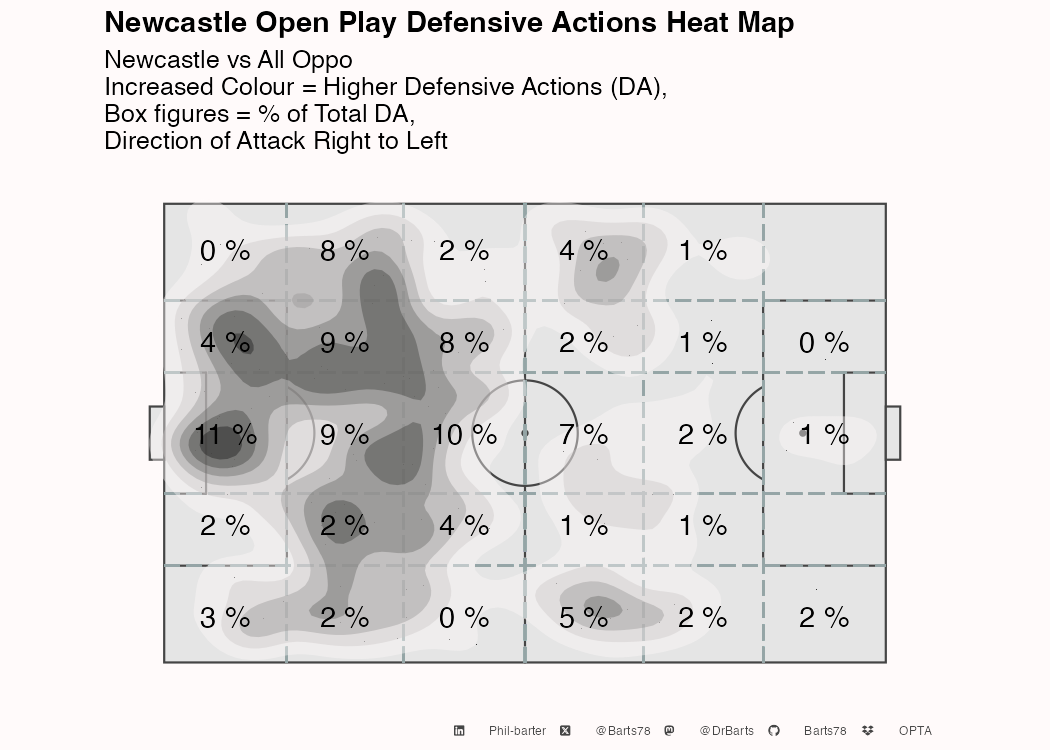 Newcastle Open Play Defensive Actions Heat Map
Newcastle vs All Oppo
Increased Colour = Higher Defensive Actions (DA),
Box figures = % of Total DA,
Direction of Attack Right to Left
0 % 8 % 2 % 4 % 1 %
4 % 9 % 8 % 2 % 1 % 0 %
11 % 9 % 10 % 7 % 2 % 1 %
2 % 2 % 4 % 1 % 1 %
3 % 2 % 0 % 5 % 2 % 2 %
Phil-barter @Barts78 @DrBarts Barts78 OPTA